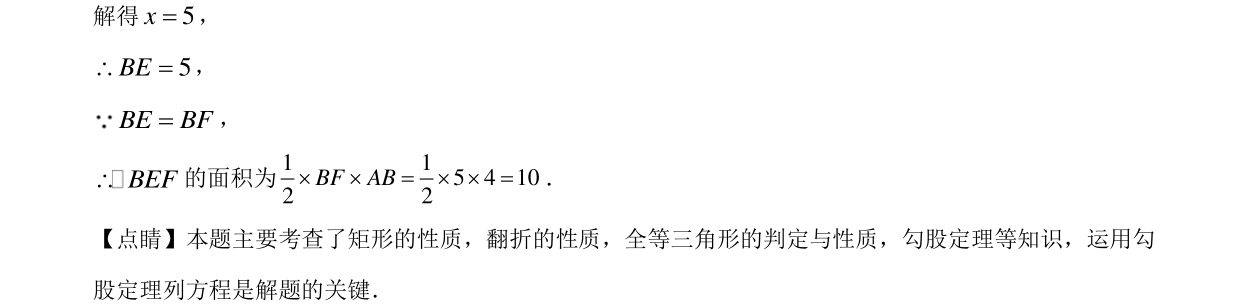 解得 x = 5，
∴ BE = 5，
∵ BE = BF，
∴□BEF 的面积为 1/2 × BF × AB = 1/2 × 5 × 4 = 10．
【点睛】本题主要考查了矩形的性质，翻折的性质，全等三角形的判定与性质，勾股定理等知识，运用勾
股定理列方程是解题的关键．